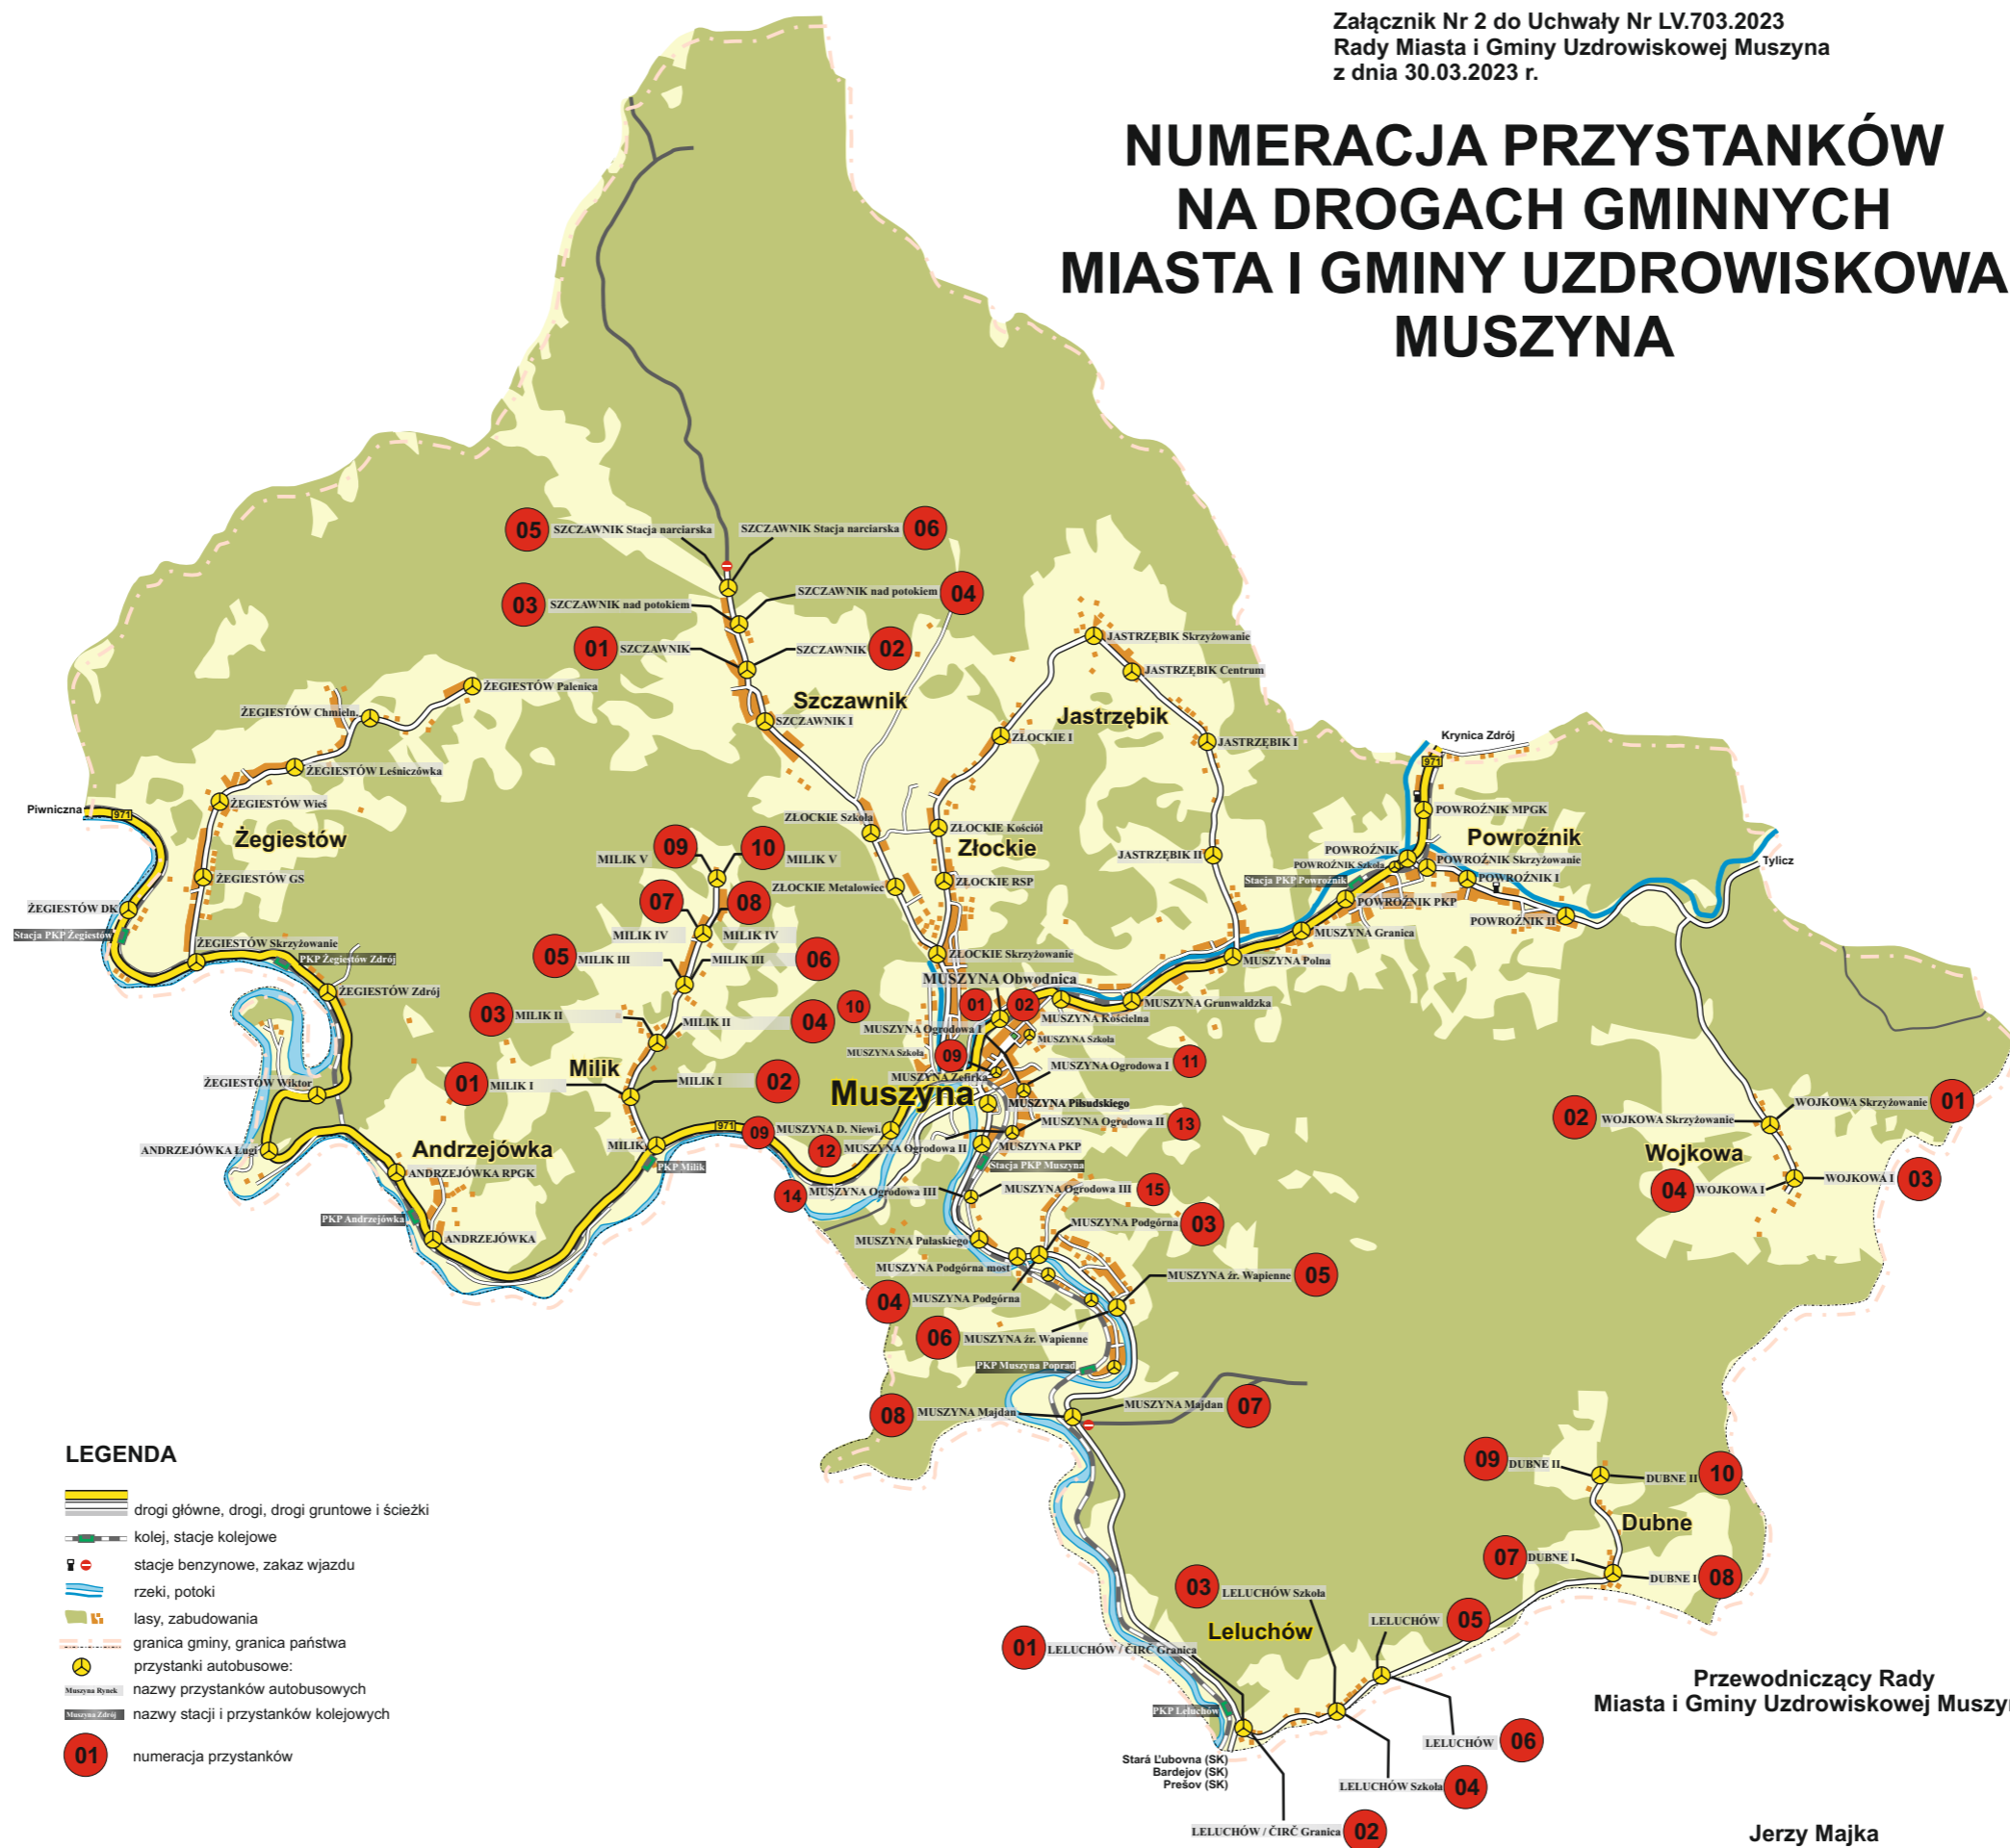 Załącznik Nr 2 do Uchwały Nr LV.703.2023
Rady Miasta i Gminy Uzdrowiskowej Muszyna
z dnia 30.03.2023 r.
NUMERACJA PRZYSTANKÓW
NA DROGACH GMINNYCH
MIASTA I GMINY UZDROWISKOWA
MUSZYNA
05 SZCZAWNIK Stacja narciarska
SZCZAWNIK Stacja narciarska 06
03 SZCZAWNIK nad potokiem
SZCZAWNIK nad potokiem 04
01 SZCZAWNIK
SZCZAWNIK 02
Szczawnik
SZCZAWNIK I
JASTRZĘBIK Skrzyżowanie
JASTRZĘBIK Centrum
Jastrzębik
ZŁOCKIE I
JASTRZĘBIK I
JASTRZĘBIK II
ŻEGIESTÓW Palenica
ŻEGIESTÓW Chmieln.
ŻEGIESTÓW Leśniczówka
ŻEGIESTÓW Wieś
Piwniczna
971
Żegiestów
ŻEGIESTÓW GS
ŻEGIESTÓW DK
Stacja PKP Żegiestów
ŻEGIESTÓW Skrzyżowanie
PKP Żegiestów Zdrój
ŻEGIESTÓW Zdrój
ŻEGIESTÓW Wiktor
ANDRZEJÓWKA Ługi
Andrzejówka
ANDRZEJÓWKA RPGK
PKP Andrzejówka
ANDRZEJÓWKA
ZŁOCKIE Szkoła
ZŁOCKIE Kościół
Złockie
ZŁOCKIE Metalowiec
ZŁOCKIE RSP
ZŁOCKIE Skrzyżowanie
09 MILIK V
10 MILIK V
07 MILIK IV
08 MILIK IV
05 MILIK III
MILIK III 06
03 MILIK II
MILIK II 04
01 MILIK I
MILIK I 02
Milik
MILIK
PKP Milik
971
Krynica Zdrój
971
POWROŹNIK MPGK
Powroźnik
POWROŹNIK
POWROŹNIK Szkoła
POWROŹNIK Skrzyżowanie
Stacja PKP Powroźnik
POWROŹNIK I
POWROŹNIK PKP
POWROŹNIK II
Tylicz
MUSZYNA Granica
MUSZYNA Polna
MUSZYNA Grunwaldzka
MUSZYNA Obwodnica
01 02
MUSZYNA Kościelna
10 MUSZYNA Ogrodowa I
MUSZYNA Szkoła
MUSZYNA Szkoła
09
MUSZYNA Ogrodowa I 11
MUSZYNA Zefirka
Muszyna
MUSZYNA Piłsudskiego
09 MUSZYNA D. Niewi.
MUSZYNA Ogrodowa II 13
12 MUSZYNA Ogrodowa II
MUSZYNA PKP
Stacja PKP Muszyna
14 MUSZYNA Ogrodowa III
MUSZYNA Ogrodowa III 15
MUSZYNA Podgórna 03
MUSZYNA Pułaskiego
MUSZYNA Podgórna most
MUSZYNA źr. Wapienne 05
04 MUSZYNA Podgórna
06 MUSZYNA źr. Wapienne
PKP Muszyna Poprad
08 MUSZYNA Majdan
MUSZYNA Majdan 07
WOJKOWA Skrzyżowanie 01
02 WOJKOWA Skrzyżowanie
Wojkowa
04 WOJKOWA I
WOJKOWA I 03
09 DUBNE II
DUBNE II 10
Dubne
07 DUBNE I
DUBNE I 08
03 LELUCHÓW Szkoła
LELUCHÓW 05
Leluchów
01 LELUCHÓW / ČIRČ Granica
PKP Leluchów
LELUCHÓW 06
LELUCHÓW Szkoła 04
LELUCHÓW / ČIRČ Granica 02
Stará Ľubovna (SK)
Bardejov (SK)
Prešov (SK)
LEGENDA
drogi główne, drogi, drogi gruntowe i ścieżki
kolej, stacje kolejowe
stacje benzynowe, zakaz wjazdu
rzeki, potoki
lasy, zabudowania
granica gminy, granica państwa
przystanki autobusowe:
Muszyna Rynek nazwy przystanków autobusowych
Muszyna Zdrój nazwy stacji i przystanków kolejowych
01 numeracja przystanków
Przewodniczący Rady
Miasta i Gminy Uzdrowiskowej Muszyn
Jerzy Majka